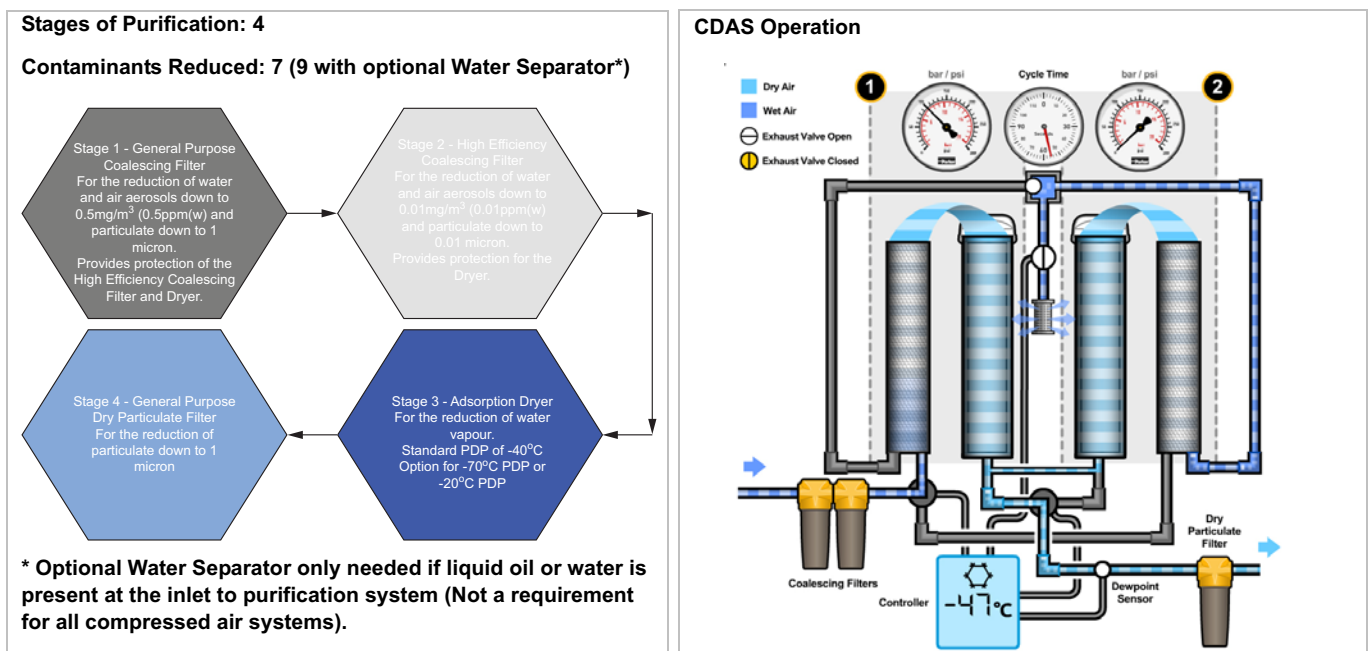 Stages of Purification: 4
Contaminants Reduced: 7 (9 with optional Water Separator*)
Stage 1 - General Purpose
Coalescing Filter
For the reduction of water
and air aerosols down to
0.5mg/m³ (0.5ppm(w) and
particulate down to 1
micron.
Provides protection of the
High Efficiency Coalescing
Filter and Dryer.
Stage 2 - High Efficiency
Coalescing Filter
For the reduction of water
and air aerosols down to
0.01mg/m³ (0.01ppm(w)
and particulate down to
0.01 micron.
Provides protection for the
Dryer.
Stage 4 - General Purpose
Dry Particulate Filter
For the reduction of
particulate down to 1
micron
Stage 3 - Adsorption Dryer
For the reduction of water
vapour.
Standard PDP of -40°C
Option for -70°C PDP or
-20°C PDP
* Optional Water Separator only needed if liquid oil or water is
present at the inlet to purification system (Not a requirement
for all compressed air systems).
CDAS Operation
Dry Air
Wet Air
Exhaust Valve Open
Exhaust Valve Closed
1
bar / psi
Cycle Time
bar / psi
2
0
30
60
90
Coalescing Filters
Controller
-47°C
Dewpoint
Sensor
Dry
Particulate
Filter